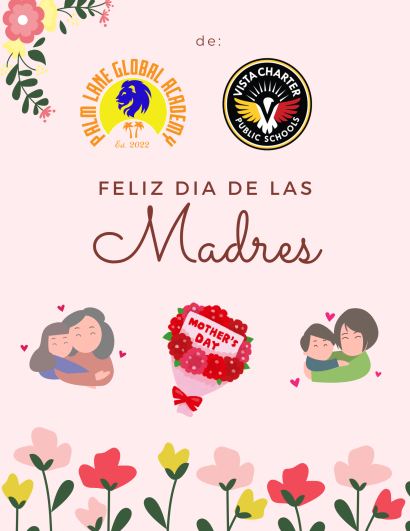 de:
PALM LANE GLOBAL ACADEMY
Est. 2022
VISTA CHARTER
PUBLIC SCHOOLS
FELIZ DIA DE LAS
Madres
MOTHER's
DAY